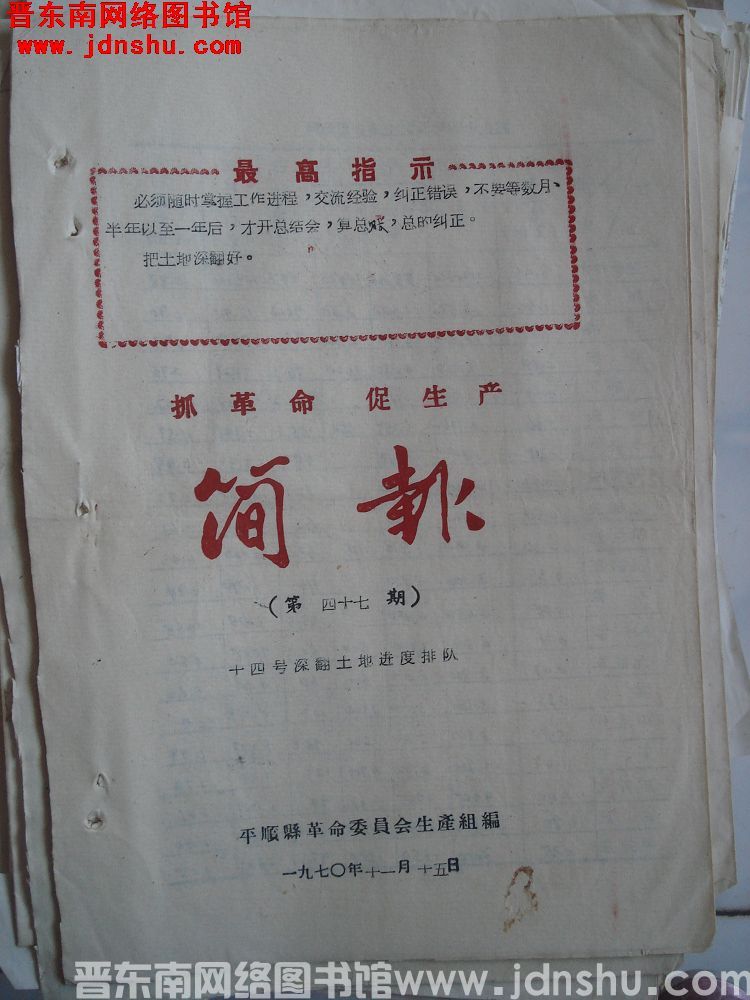 晋东南网络图书馆
www.jdnshu.com
最高指示
必须随时掌握工作进程，交流经验，纠正错误，不要等数月、
半年以至一年后，才开总结会，算总账，总的纠正。
把土地深翻好。
抓革命 促生产
简报
（第 四十七 期）
十四号深翻土地进度排队
平順縣革命委員会生產組編
一九七〇年十一月十五日
晋东南网络图书馆www.jdnshu.com